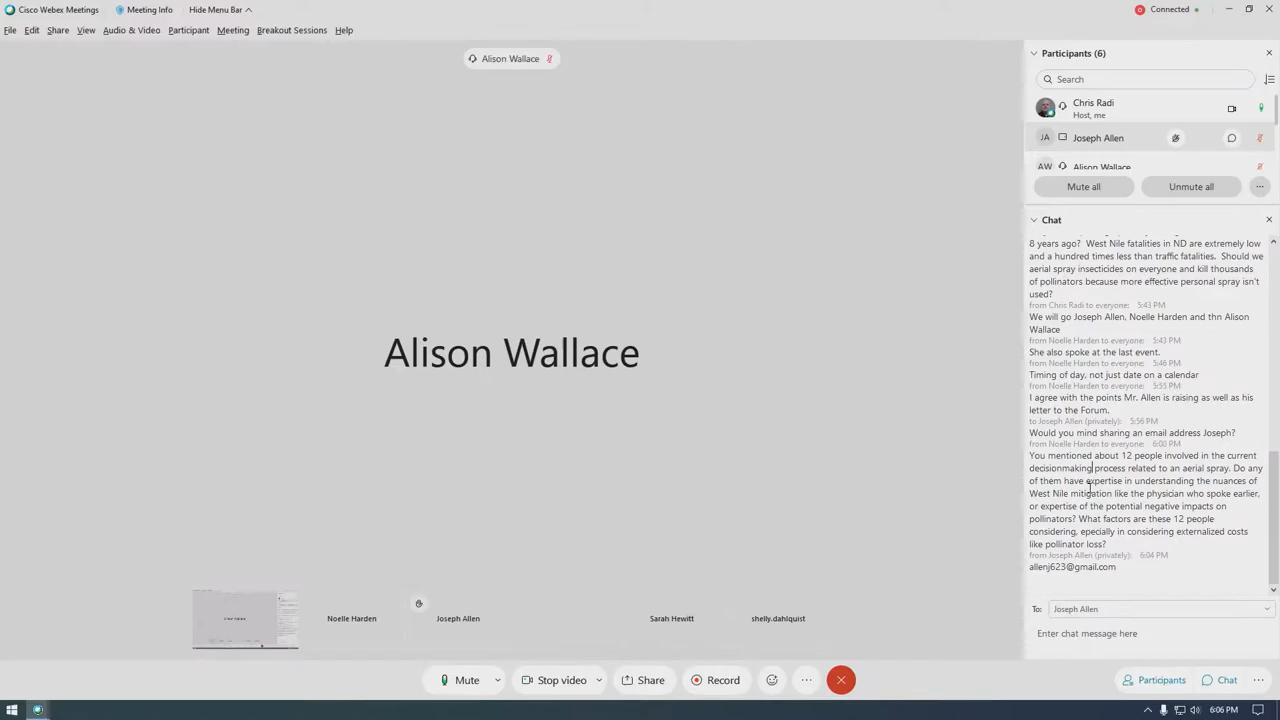 Cisco Webex Meetings
Meeting Info
Hide Menu Bar
Connected
File Edit Share View Audio & Video Participant Meeting Breakout Sessions Help
Alison Wallace
Alison Wallace
Noelle Harden
Joseph Allen
Sarah Hewitt
shelly.dahlquist
Participants (6)
Search
Chris Radi
Host, me
JA Joseph Allen
AW Alison Wallace
Mute all
Unmute all
Chat
8 years ago? West Nile fatalities in ND are extremely low
and a hundred times less than traffic fatalities. Should we
aerial spray insecticides on everyone and kill thousands
of pollinators because more effective personal spray isn't
used?
from Chris Radi to everyone: 5:43 PM
We will go Joseph Allen, Noelle Harden and thn Alison
Wallace
from Noelle Harden to everyone: 5:43 PM
She also spoke at the last event.
from Noelle Harden to everyone: 5:46 PM
Timing of day, not just date on a calendar
from Noelle Harden to everyone: 5:55 PM
I agree with the points Mr. Allen is raising as well as his
letter to the Forum.
to Joseph Allen (privately): 5:56 PM
Would you mind sharing an email address Joseph?
from Noelle Harden to everyone: 6:00 PM
You mentioned about 12 people involved in the current
decisionmaking process related to an aerial spray. Do any
of them have expertise in understanding the nuances of
West Nile mitigation like the physician who spoke earlier,
or expertise of the potential negative impacts on
pollinators? What factors are these 12 people
considering, epecially in considering externalized costs
like pollinator loss?
from Joseph Allen (privately): 6:04 PM
allenj623@gmail.com
To: Joseph Allen
Enter chat message here
Mute
Stop video
Share
Record
Participants
Chat
6:06 PM